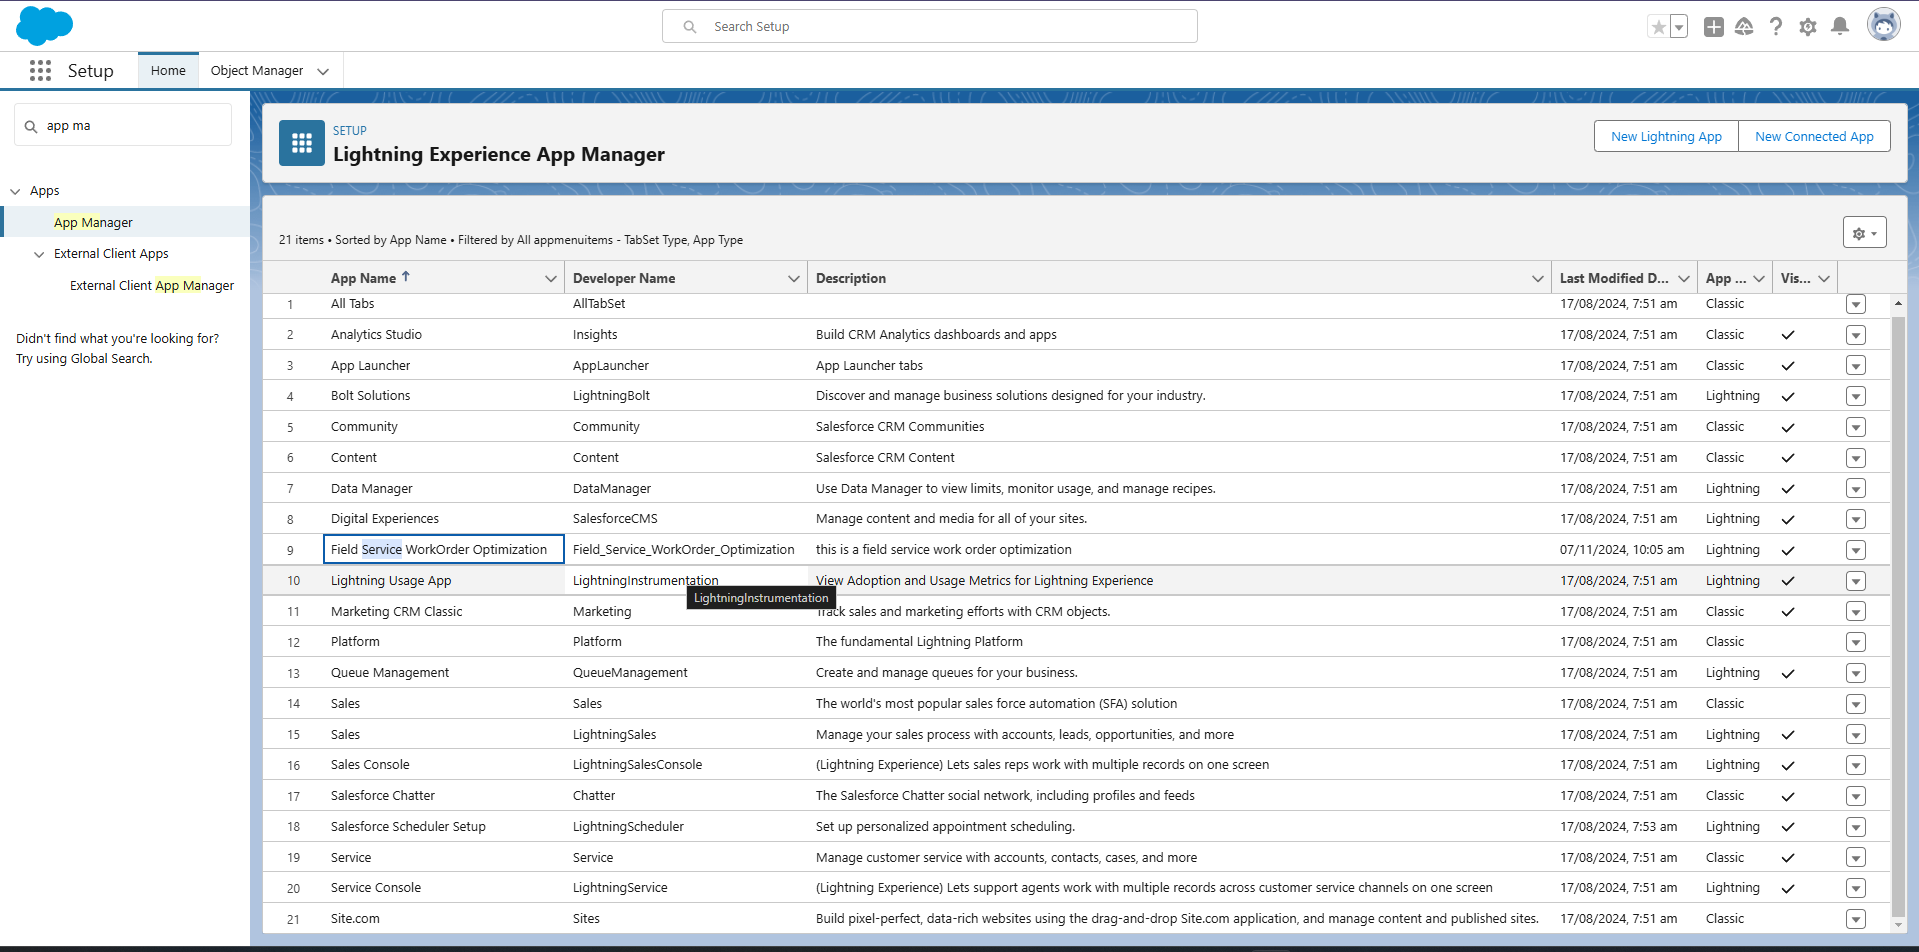 Search Setup
Setup
Home
Object Manager
app ma
Apps
App Manager
External Client Apps
External Client App Manager
Didn't find what you're looking for?
Try using Global Search.
SETUP
Lightning Experience App Manager
New Lightning App
New Connected App
21 items • Sorted by App Name • Filtered by All appmenuitems - TabSet Type, App Type
App Name Developer Name Description Last Modified D... App ... Vis...
1 All Tabs AllTabSet 17/08/2024, 7:51 am Classic
2 Analytics Studio Insights Build CRM Analytics dashboards and apps 17/08/2024, 7:51 am Classic
3 App Launcher AppLauncher App Launcher tabs 17/08/2024, 7:51 am Classic
4 Bolt Solutions LightningBolt Discover and manage business solutions designed for your industry. 17/08/2024, 7:51 am Lightning
5 Community Community Salesforce CRM Communities 17/08/2024, 7:51 am Classic
6 Content Content Salesforce CRM Content 17/08/2024, 7:51 am Classic
7 Data Manager DataManager Use Data Manager to view limits, monitor usage, and manage recipes. 17/08/2024, 7:51 am Lightning
8 Digital Experiences SalesforceCMS Manage content and media for all of your sites. 17/08/2024, 7:51 am Lightning
9 Field Service WorkOrder Optimization Field_Service_WorkOrder_Optimization this is a field service work order optimization 07/11/2024, 10:05 am Lightning
10 Lightning Usage App LightningInstrumentation View Adoption and Usage Metrics for Lightning Experience 17/08/2024, 7:51 am Lightning
LightningInstrumentation
11 Marketing CRM Classic Marketing Track sales and marketing efforts with CRM objects. 17/08/2024, 7:51 am Classic
12 Platform Platform The fundamental Lightning Platform 17/08/2024, 7:51 am Classic
13 Queue Management QueueManagement Create and manage queues for your business. 17/08/2024, 7:51 am Lightning
14 Sales Sales The world's most popular sales force automation (SFA) solution 17/08/2024, 7:51 am Classic
15 Sales LightningSales Manage your sales process with accounts, leads, opportunities, and more 17/08/2024, 7:51 am Lightning
16 Sales Console LightningSalesConsole (Lightning Experience) Lets sales reps work with multiple records on one screen 17/08/2024, 7:51 am Lightning
17 Salesforce Chatter Chatter The Salesforce Chatter social network, including profiles and feeds 17/08/2024, 7:51 am Classic
18 Salesforce Scheduler Setup LightningScheduler Set up personalized appointment scheduling. 17/08/2024, 7:53 am Lightning
19 Service Service Manage customer service with accounts, contacts, cases, and more 17/08/2024, 7:51 am Classic
20 Service Console LightningService (Lightning Experience) Lets support agents work with multiple records across customer service channels on one screen 17/08/2024, 7:51 am Lightning
21 Site.com Sites Build pixel-perfect, data-rich websites using the drag-and-drop Site.com application, and manage content and published sites. 17/08/2024, 7:51 am Classic